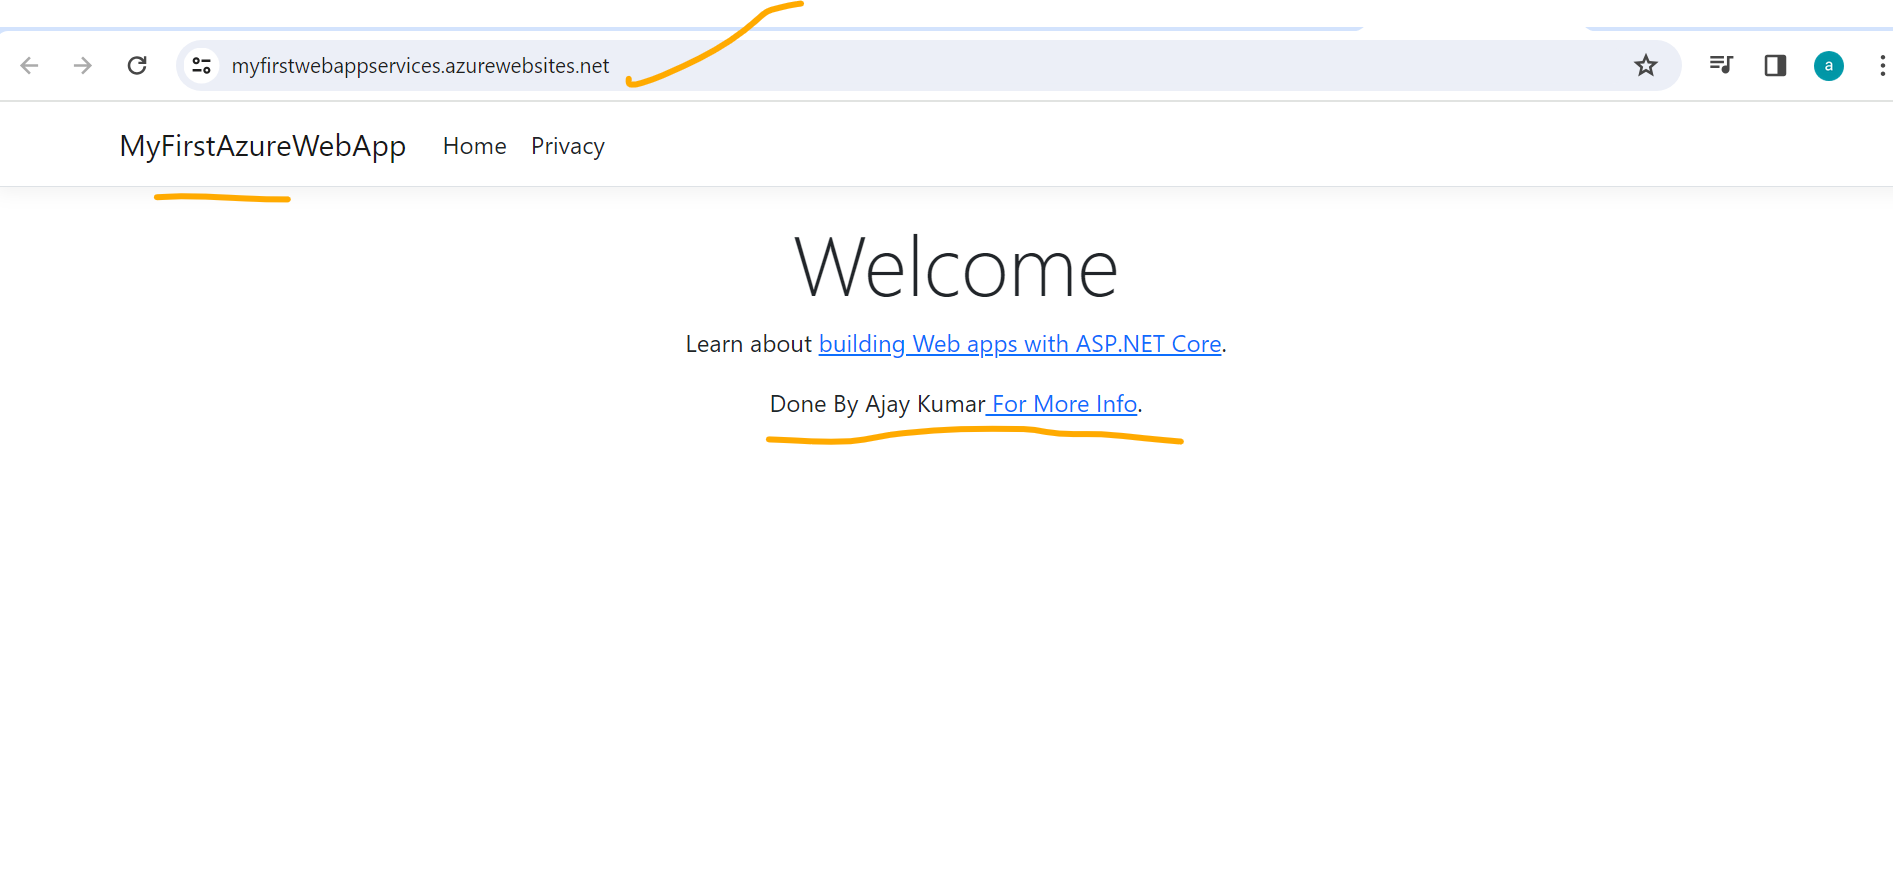 myfirstwebappservices.azurewebsites.net
a
MyFirstAzureWebApp Home Privacy
Welcome
Learn about building Web apps with ASP.NET Core.
Done By Ajay Kumar For More Info.